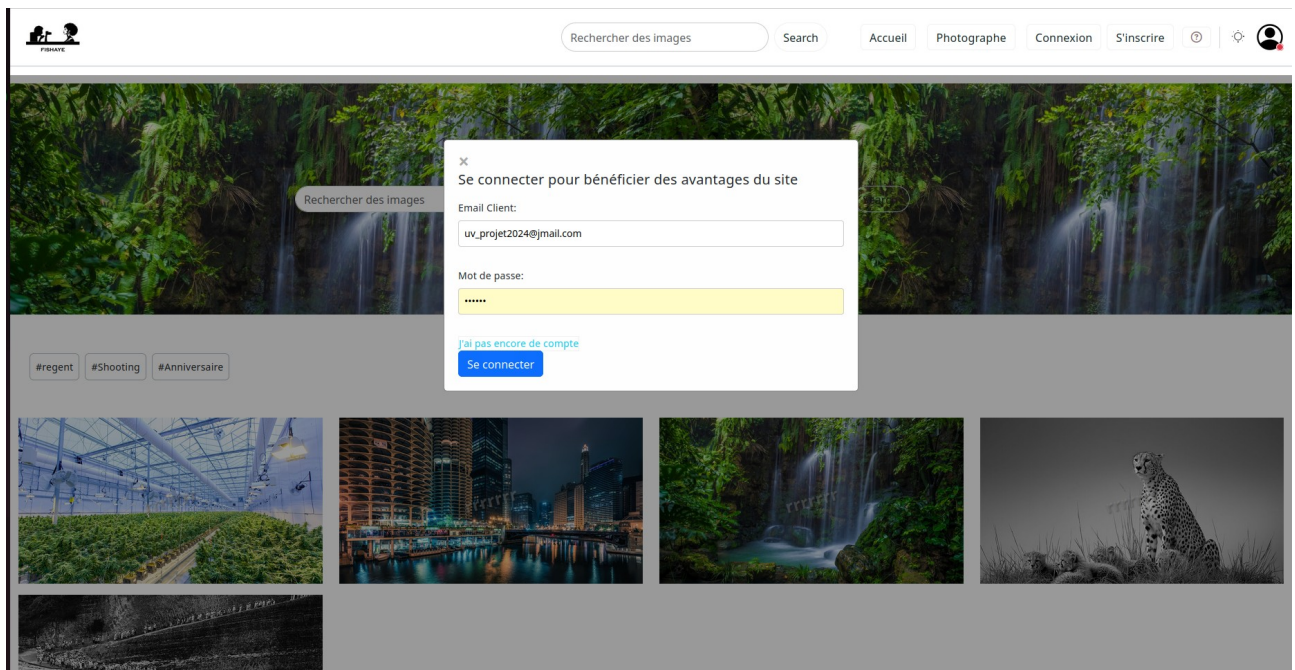 FISHAYE
Rechercher des images
Search
Accueil
Photographe
Connexion
S'inscrire
Rechercher des images
×
Se connecter pour bénéficier des avantages du site
Email Client:
uv_projet2024@jmail.com
Mot de passe:
••••••
J'ai pas encore de compte
Se connecter
#regent
#Shooting
#Anniversaire